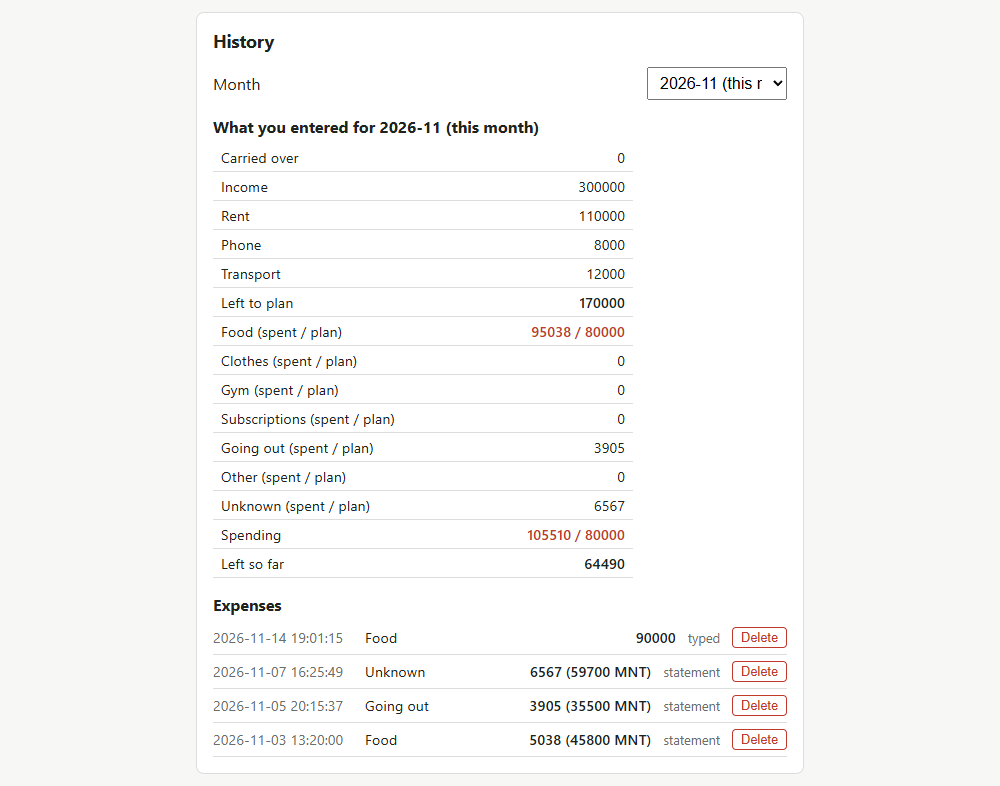 History
Month 2026-11 (this r
What you entered for 2026-11 (this month)
Carried over 0
Income 300000
Rent 110000
Phone 8000
Transport 12000
Left to plan 170000
Food (spent / plan) 95038 / 80000
Clothes (spent / plan) 0
Gym (spent / plan) 0
Subscriptions (spent / plan) 0
Going out (spent / plan) 3905
Other (spent / plan) 0
Unknown (spent / plan) 6567
Spending 105510 / 80000
Left so far 64490
Expenses
2026-11-14 19:01:15 Food 90000 typed Delete
2026-11-07 16:25:49 Unknown 6567 (59700 MNT) statement Delete
2026-11-05 20:15:37 Going out 3905 (35500 MNT) statement Delete
2026-11-03 13:20:00 Food 5038 (45800 MNT) statement Delete